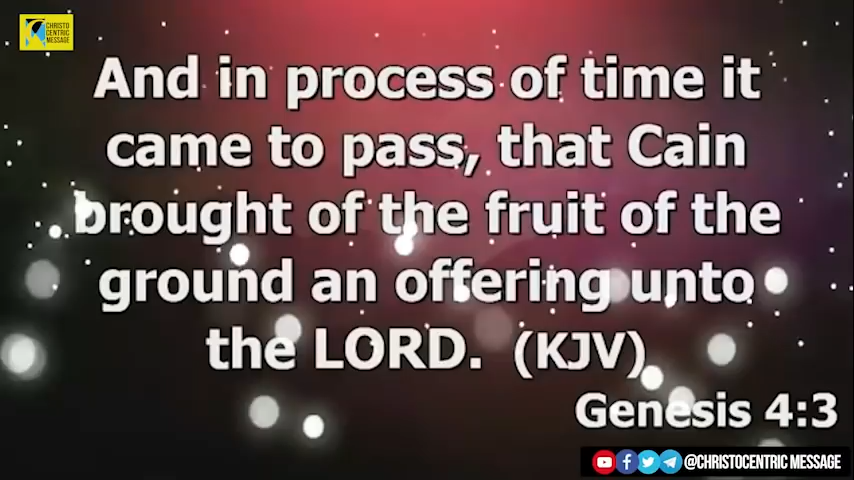 CHRISTO
CENTRIC
MESSAGE
And in process of time it
came to pass, that Cain
brought of the fruit of the
ground an offering unto
the LORD. (KJV)
Genesis 4:3
@CHRISTOCENTRIC MESSAGE